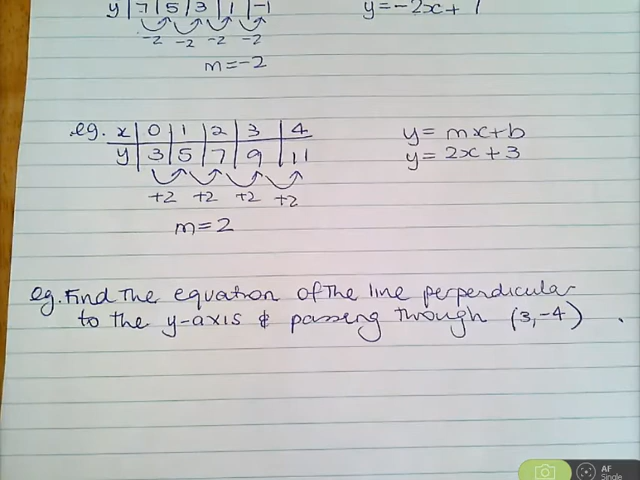 y | 7 | 5 | 3 | 1 | -1
-2 -2 -2 -2
m = -2
y = -2x + 7
eg. x | 0 | 1 | 2 | 3 | 4
y | 3 | 5 | 7 | 9 | 11
+2 +2 +2 +2
m = 2
y = mx + b
y = 2x + 3
eg. Find the equation of the line perpendicular
to the y-axis & passing through (3,-4) .
AF
Single